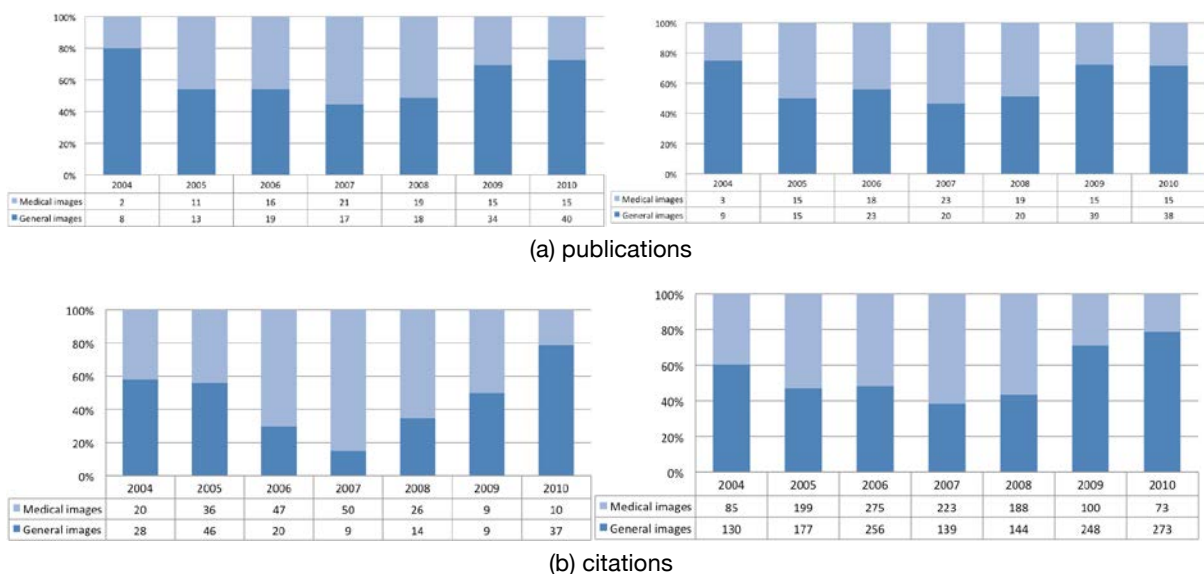 100%
80%
60%
40%
20%
0%
2004 2005 2006 2007 2008 2009 2010
Medical images 2 11 16 21 19 15 15
General images 8 13 19 17 18 34 40
100%
80%
60%
40%
20%
0%
2004 2005 2006 2007 2008 2009 2010
Medical images 3 15 18 23 19 15 15
General images 9 15 23 20 20 39 38
(a) publications
100%
80%
60%
40%
20%
0%
2004 2005 2006 2007 2008 2009 2010
Medical images 20 36 47 50 26 9 10
General images 28 46 20 9 14 9 37
100%
80%
60%
40%
20%
0%
2004 2005 2006 2007 2008 2009 2010
Medical images 85 199 275 223 188 100 73
General images 130 177 256 139 144 248 273
(b) citations